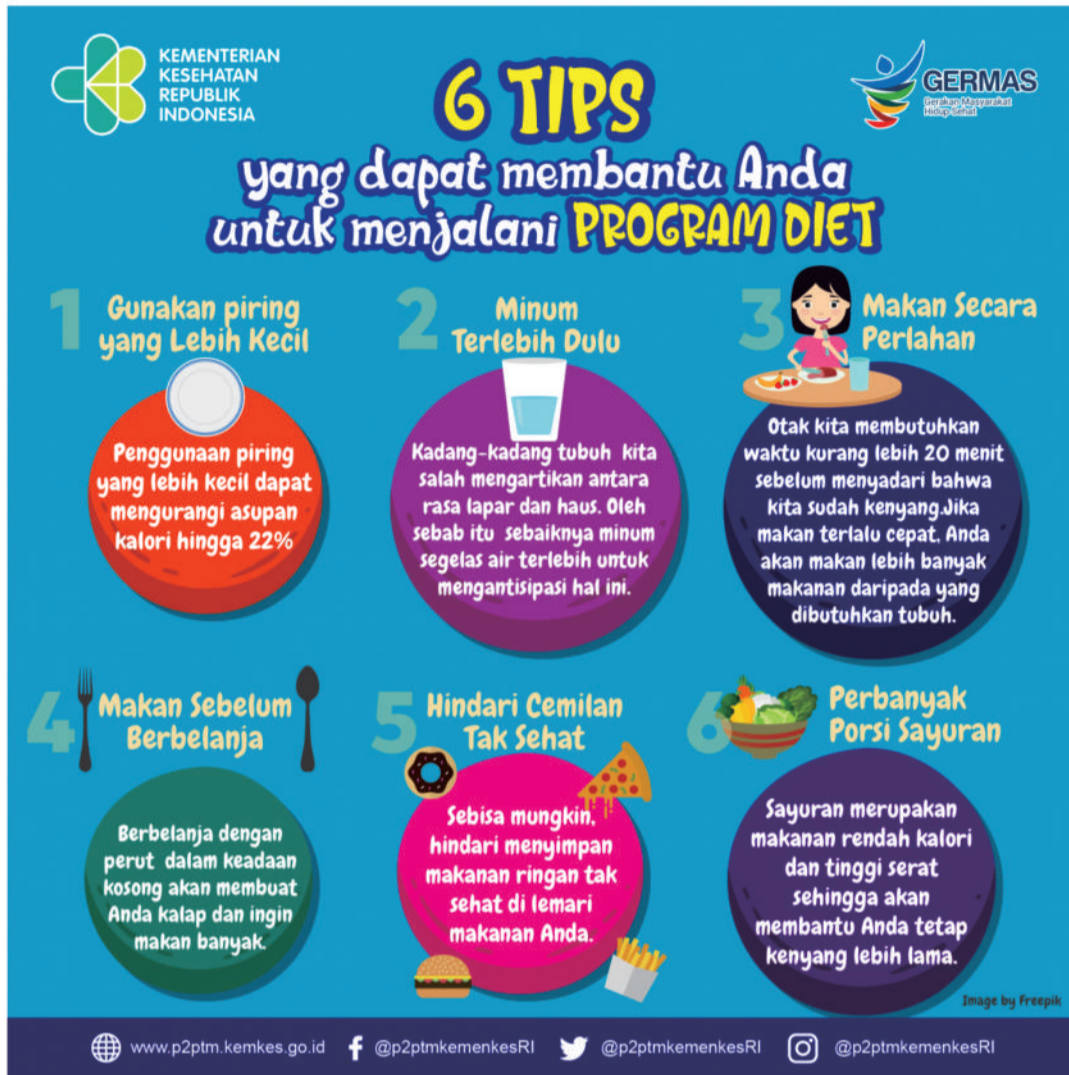 KEMENTERIAN
KESEHATAN
REPUBLIK
INDONESIA
GERMAS
Gerakan Masyarakat
Hidup Sehat
6 TIPS
yang dapat membantu Anda
untuk menjalani PROGRAM DIET
1
Gunakan piring
yang Lebih Kecil
Penggunaan piring
yang lebih kecil dapat
mengurangi asupan
kalori hingga 22%
2
Minum
Terlebih Dulu
Kadang-kadang tubuh kita
salah mengartikan antara
rasa lapar dan haus. Oleh
sebab itu sebaiknya minum
segelas air terlebih untuk
mengantisipasi hal ini.
3
Makan Secara
Perlahan
Otak kita membutuhkan
waktu kurang lebih 20 menit
sebelum menyadari bahwa
kita sudah kenyang.Jika
makan terlalu cepat, Anda
akan makan lebih banyak
makanan daripada yang
dibutuhkan tubuh.
4
Makan Sebelum
Berbelanja
Berbelanja dengan
perut dalam keadaan
kosong akan membuat
Anda kalap dan ingin
makan banyak.
5
Hindari Cemilan
Tak Sehat
Sebisa mungkin,
hindari menyimpan
makanan ringan tak
sehat di lemari
makanan Anda.
6
Perbanyak
Porsi Sayuran
Sayuran merupakan
makanan rendah kalori
dan tinggi serat
sehingga akan
membantu Anda tetap
kenyang lebih lama.
Image by Freepik
www.p2ptm.kemkes.go.id @p2ptmkemenkesRI @p2ptmkemenkesRI @p2ptmkemenkesRI